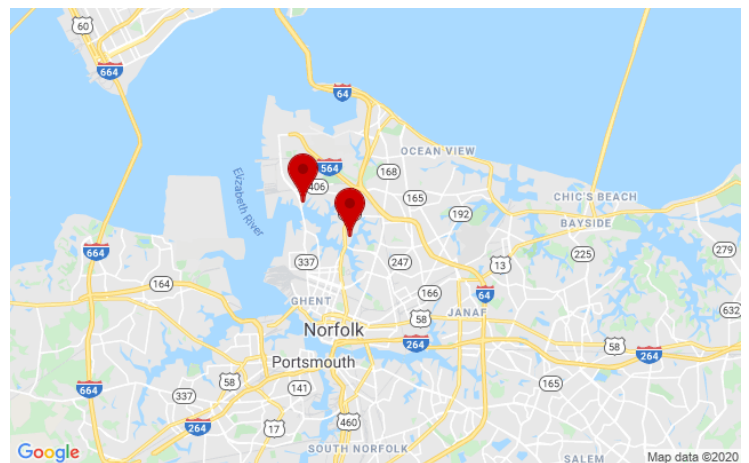 60
664
64
OCEAN VIEW
564
168
406
165
CHIC'S BEACH
192
BAYSIDE
Elizabeth River
664
337
247
13
225
279
164
GHENT
166
64
JANAF
632
58
Norfolk
264
58
264
Portsmouth
58
141
165
664
337
264
17
460
SOUTH NORFOLK
SALEM
Google
Map data ©2020